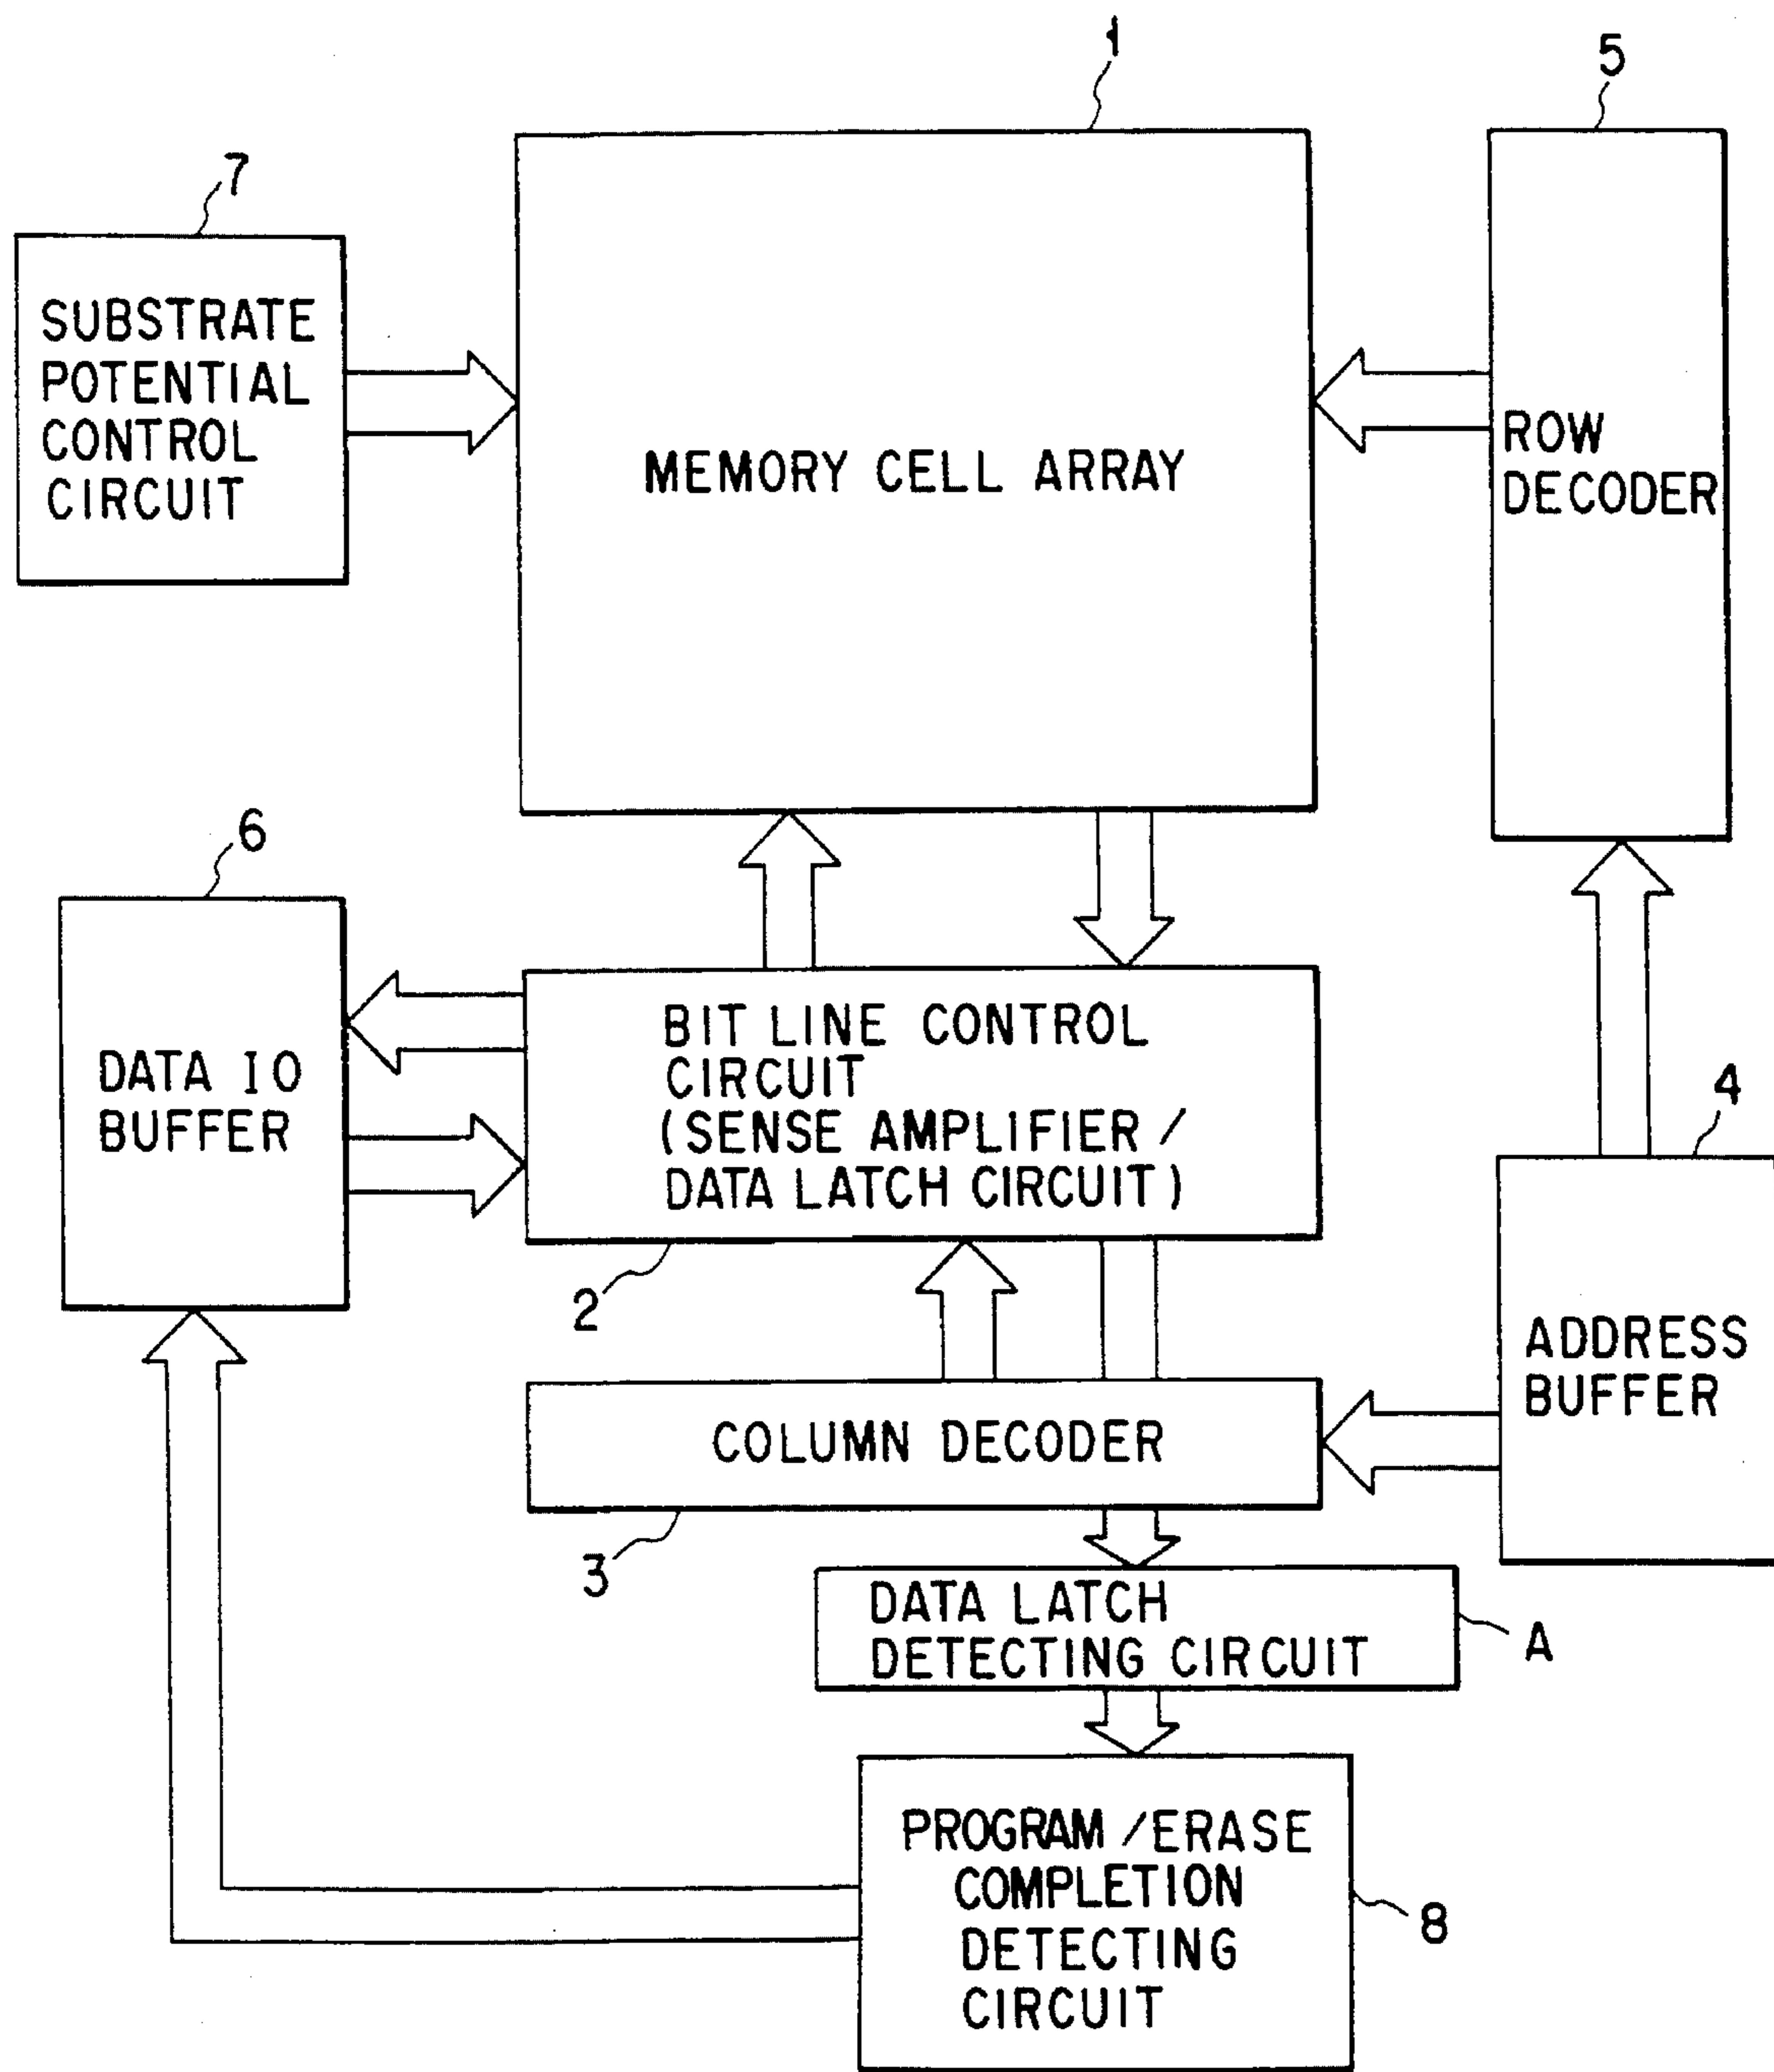 1
5
7
SUBSTRATE
POTENTIAL
CONTROL
CIRCUIT
MEMORY CELL ARRAY
ROW
DECODER
6
DATA IO
BUFFER
BIT LINE CONTROL
CIRCUIT
(SENSE AMPLIFIER /
DATA LATCH CIRCUIT)
2
4
ADDRESS
BUFFER
COLUMN DECODER
3
DATA LATCH
DETECTING CIRCUIT
A
PROGRAM /ERASE
COMPLETION
DETECTING
CIRCUIT
8